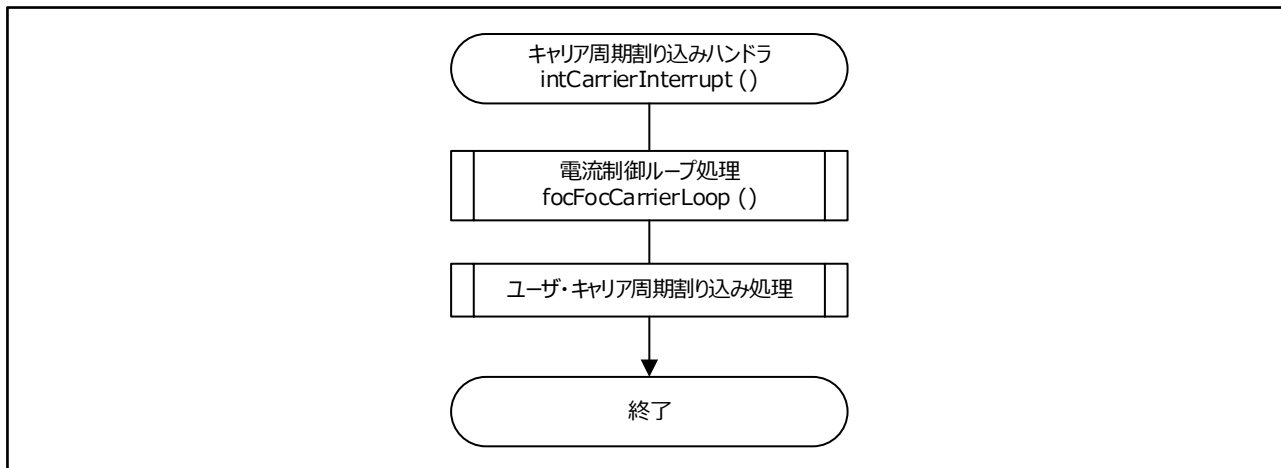 キャリア周期割り込みハンドラ
intCarrierInterrupt ()
電流制御ループ処理
focFocCarrierLoop ()
ユーザ・キャリア周期割り込み処理
終了